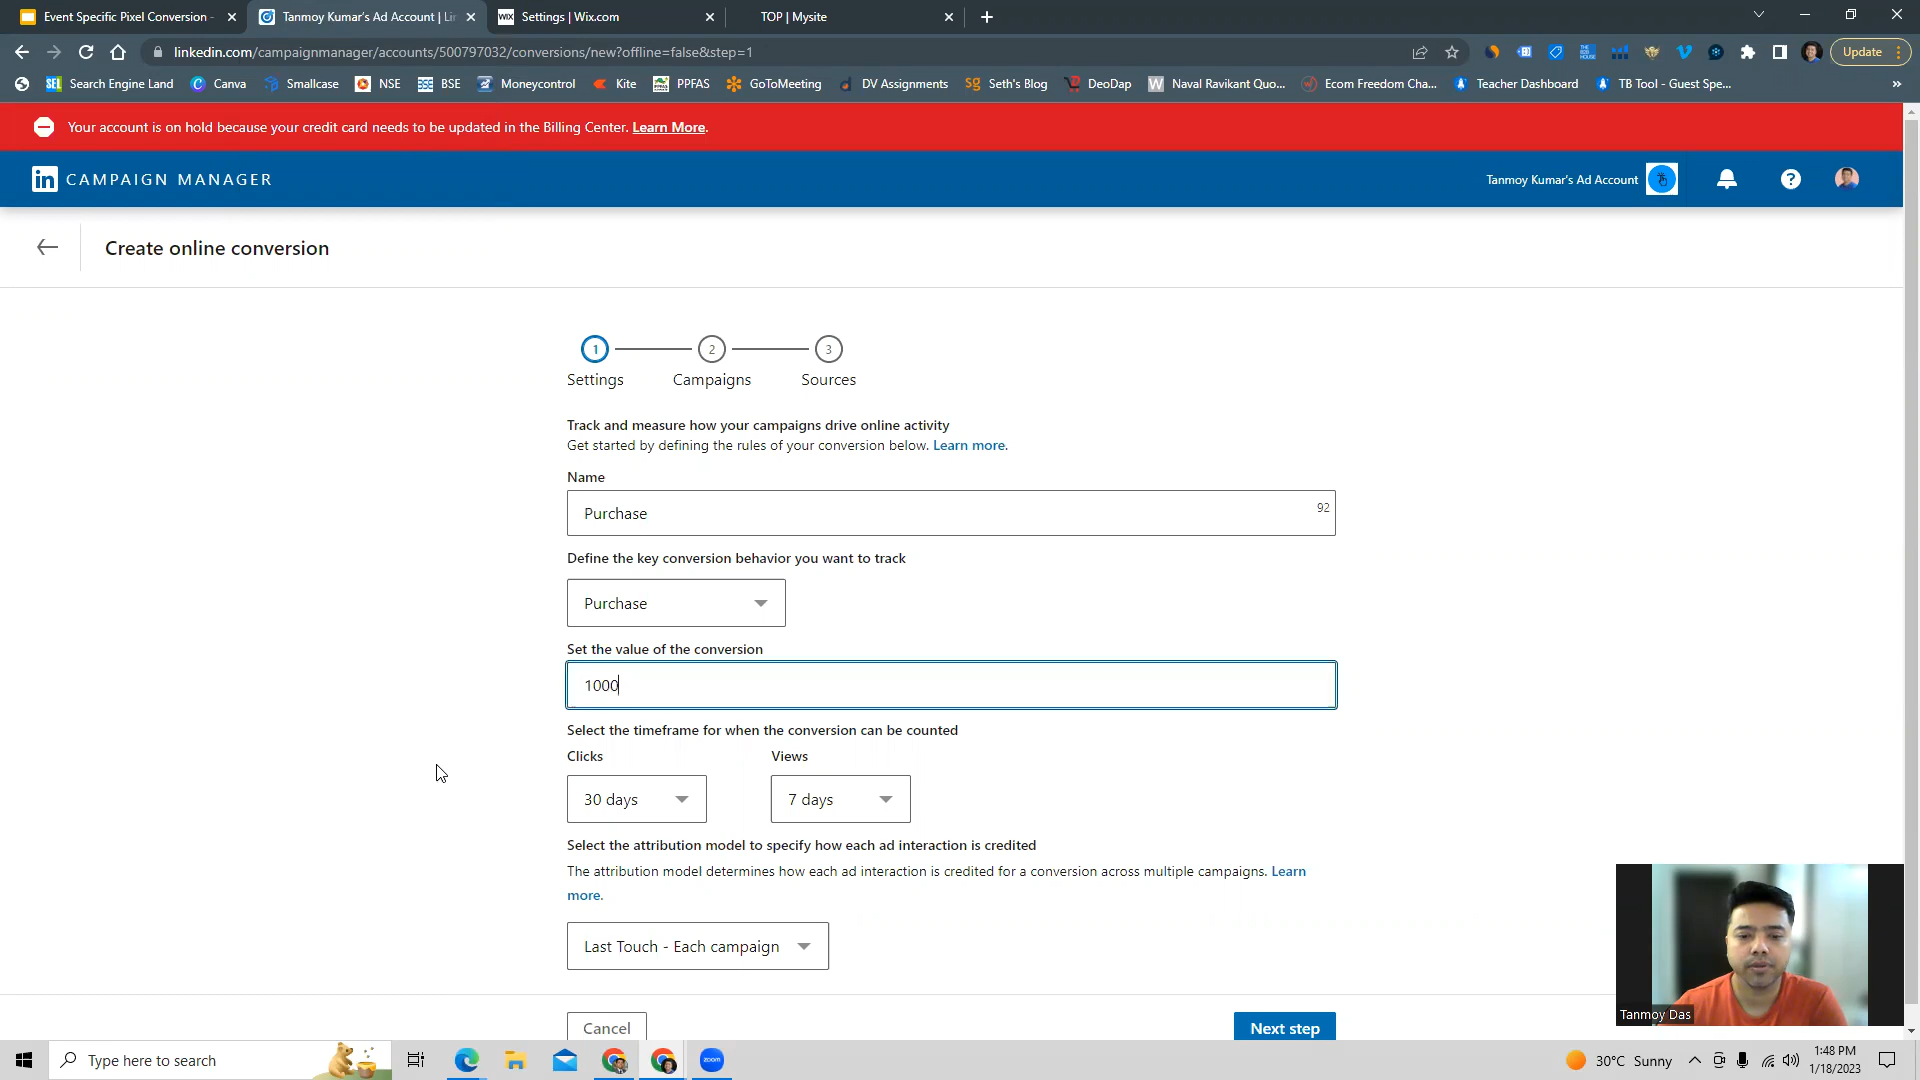 Event Specific Pixel Conversion -
Tanmoy Kumar's Ad Account | Lir
WIX Settings | Wix.com
TOP | Mysite
linkedin.com/campaignmanager/accounts/500797032/conversions/new?offline=false&step=1
Update
SEL Search Engine Land
Canva
Smallcase
NSE
BSE
Moneycontrol
Kite
PPFAS
GoToMeeting
DV Assignments
SG Seth's Blog
DeoDap
W Naval Ravikant Quo...
Ecom Freedom Cha...
Teacher Dashboard
TB Tool - Guest Spe...
»
Your account is on hold because your credit card needs to be updated in the Billing Center. Learn More.
in CAMPAIGN MANAGER
Tanmoy Kumar's Ad Account
?
Create online conversion
1
2
3
Settings
Campaigns
Sources
Track and measure how your campaigns drive online activity
Get started by defining the rules of your conversion below. Learn more.
Name
Purchase
92
Define the key conversion behavior you want to track
Purchase
Set the value of the conversion
1000
Select the timeframe for when the conversion can be counted
Clicks
Views
30 days
7 days
Select the attribution model to specify how each ad interaction is credited
The attribution model determines how each ad interaction is credited for a conversion across multiple campaigns. Learn
more.
Last Touch - Each campaign
Cancel
Next step
Tanmoy Das
Type here to search
zoom
30°C Sunny
1:48 PM
1/18/2023